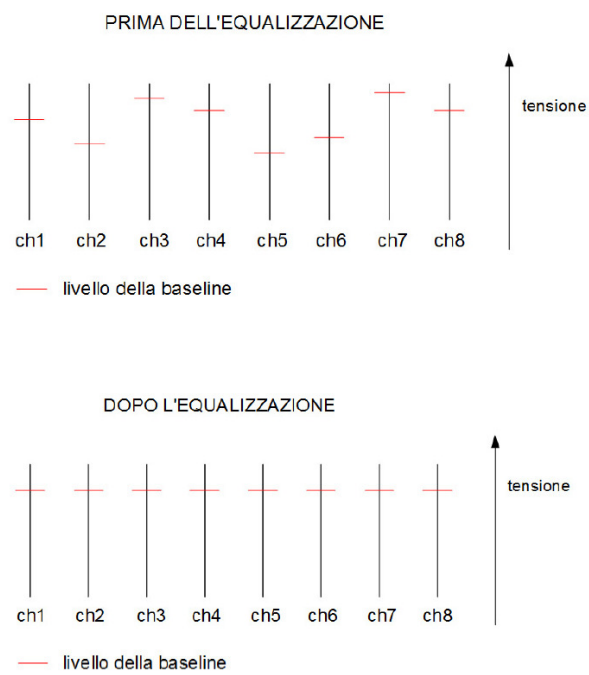 PRIMA DELL'EQUALIZZAZIONE
tensione
ch1 ch2 ch3 ch4 ch5 ch6 ch7 ch8
livello della baseline
DOPO L'EQUALIZZAZIONE
tensione
ch1 ch2 ch3 ch4 ch5 ch6 ch7 ch8
livello della baseline